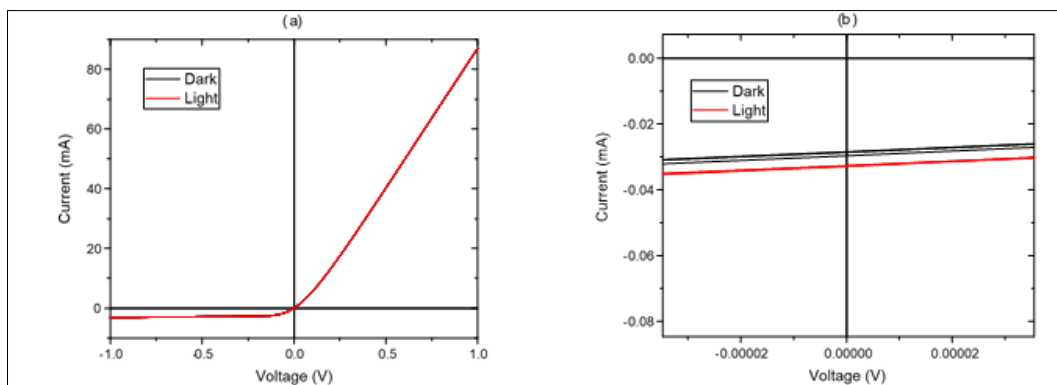 (a)
80
60
40
20
0
-1.0
-0.5
0.0
0.5
1.0
Current (mA)
Voltage (V)
Dark
Light
(b)
0.00
-0.02
-0.04
-0.06
-0.08
-0.00002
0.00000
0.00002
Current (mA)
Voltage (V)
Dark
Light